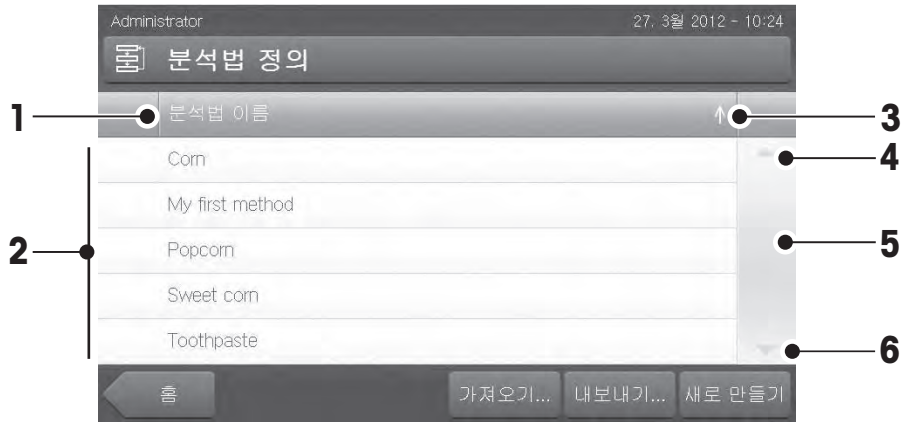 Administrator 27. 3월 2012 - 10:24
분석법 정의
1 분석법 이름 3
4
Corn
My first method
2 Popcorn 5
Sweet corn
Toothpaste 6
홈 가져오기... 내보내기... 새로 만들기